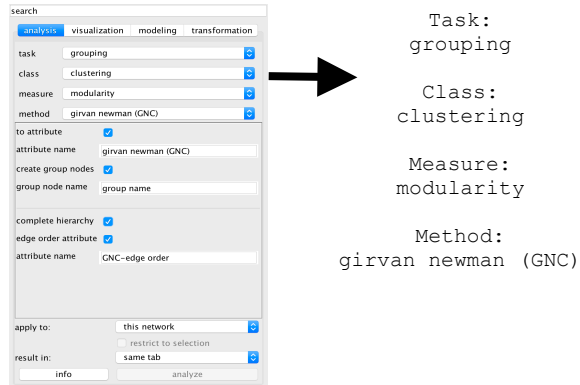 search
analysis visualization modeling transformation
task grouping
class clustering
measure modularity
method girvan newman (GNC)
to attribute
attribute name girvan newman (GNC)
create group nodes
group node name group name
complete hierarchy
edge order attribute
attribute name GNC-edge order
apply to: this network
restrict to selection
result in: same tab
info analyze
Task:
grouping
Class:
clustering
Measure:
modularity
Method:
girvan newman (GNC)